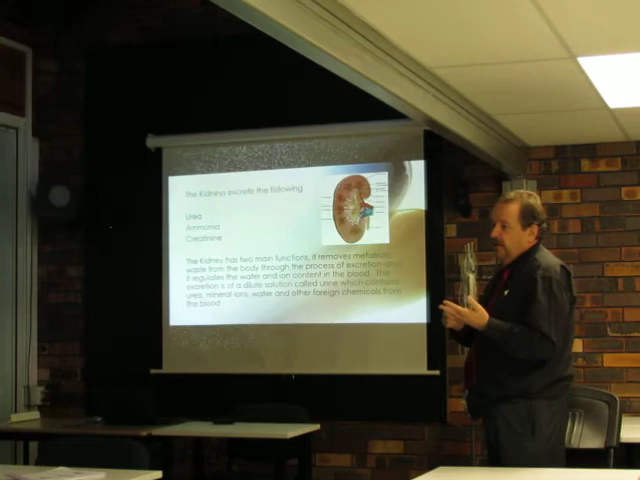 The Kidneys excrete the following
Urea
Ammonia
Creatinine
The Kidney has two main functions, it removes metabolic
waste from the body through the process of excretion and
it regulates the water and ion content in the blood. The
excretion is of a dilute solution called urine which contains
urea, mineral ions, water and other foreign chemicals from
the blood